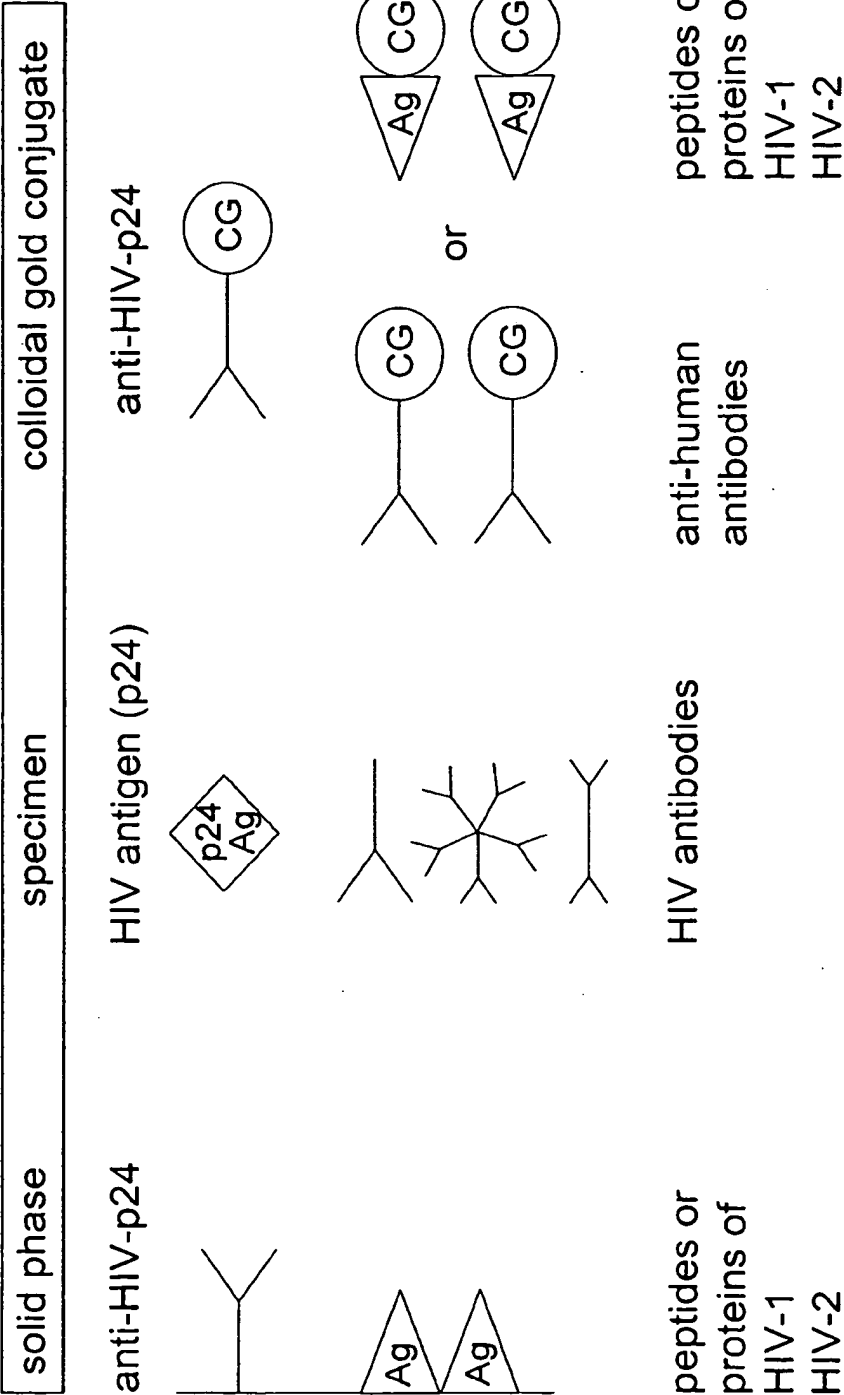 solid phase specimen colloidal gold conjugate
anti-HIV-p24 HIV antigen (p24) anti-HIV-p24
p24
Ag
CG
Ag
Ag
or
CG
CG
Ag CG
Ag CG
peptides or
proteins of
HIV-1
HIV-2
HIV antibodies
anti-human
antibodies
peptides
proteins
HIV-1
HIV-2